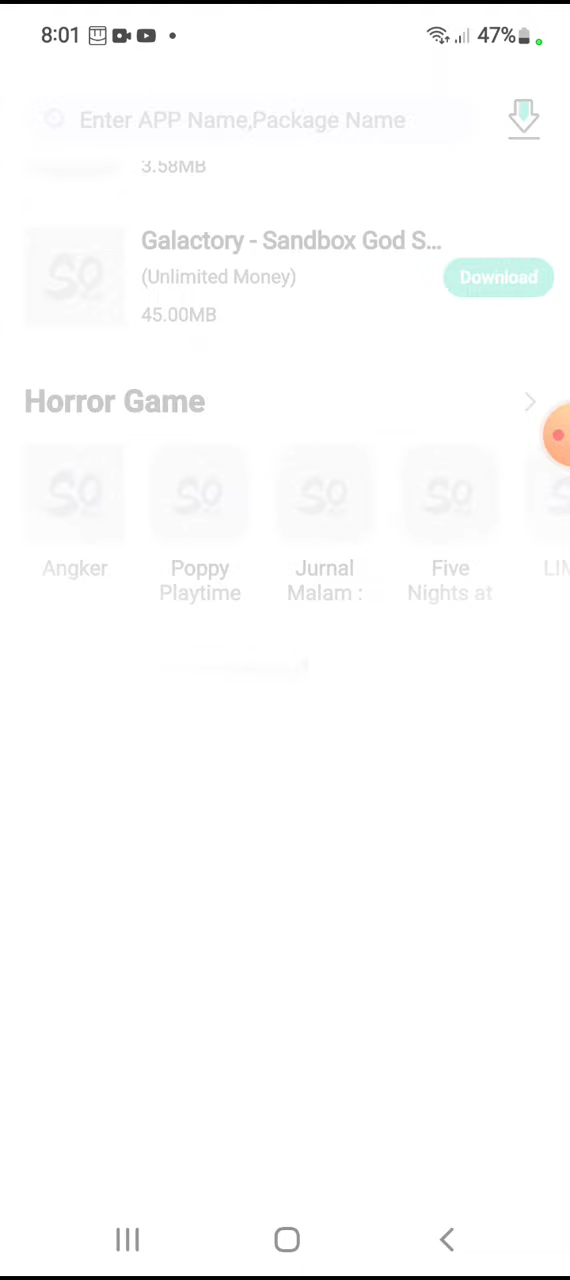 8:01
47%
Enter APP Name,Package Name
3.58MB
Galactory - Sandbox God S...
(Unlimited Money)
Download
45.00MB
Horror Game
Angker
Poppy
Playtime
Jurnal
Malam :
Five
Nights at